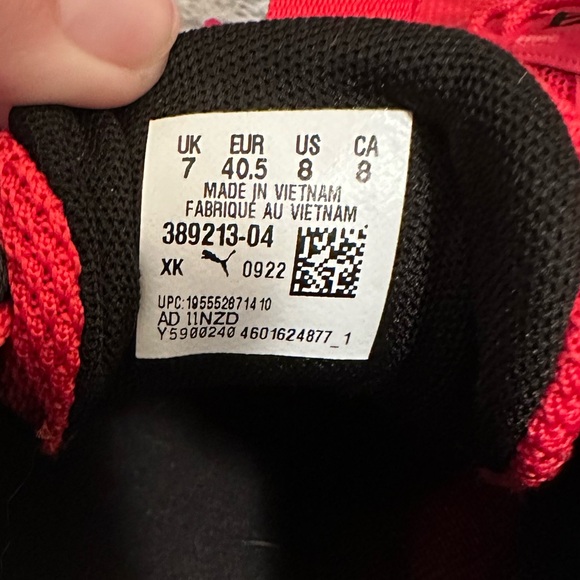 UK EUR US CA
7 40.5 8 8
MADE IN VIETNAM
FABRIQUÉ AU VIETNAM
389213-04
XK 0922
UPC:195552871410
AD 11NZD
Y5900240 4601624877_1